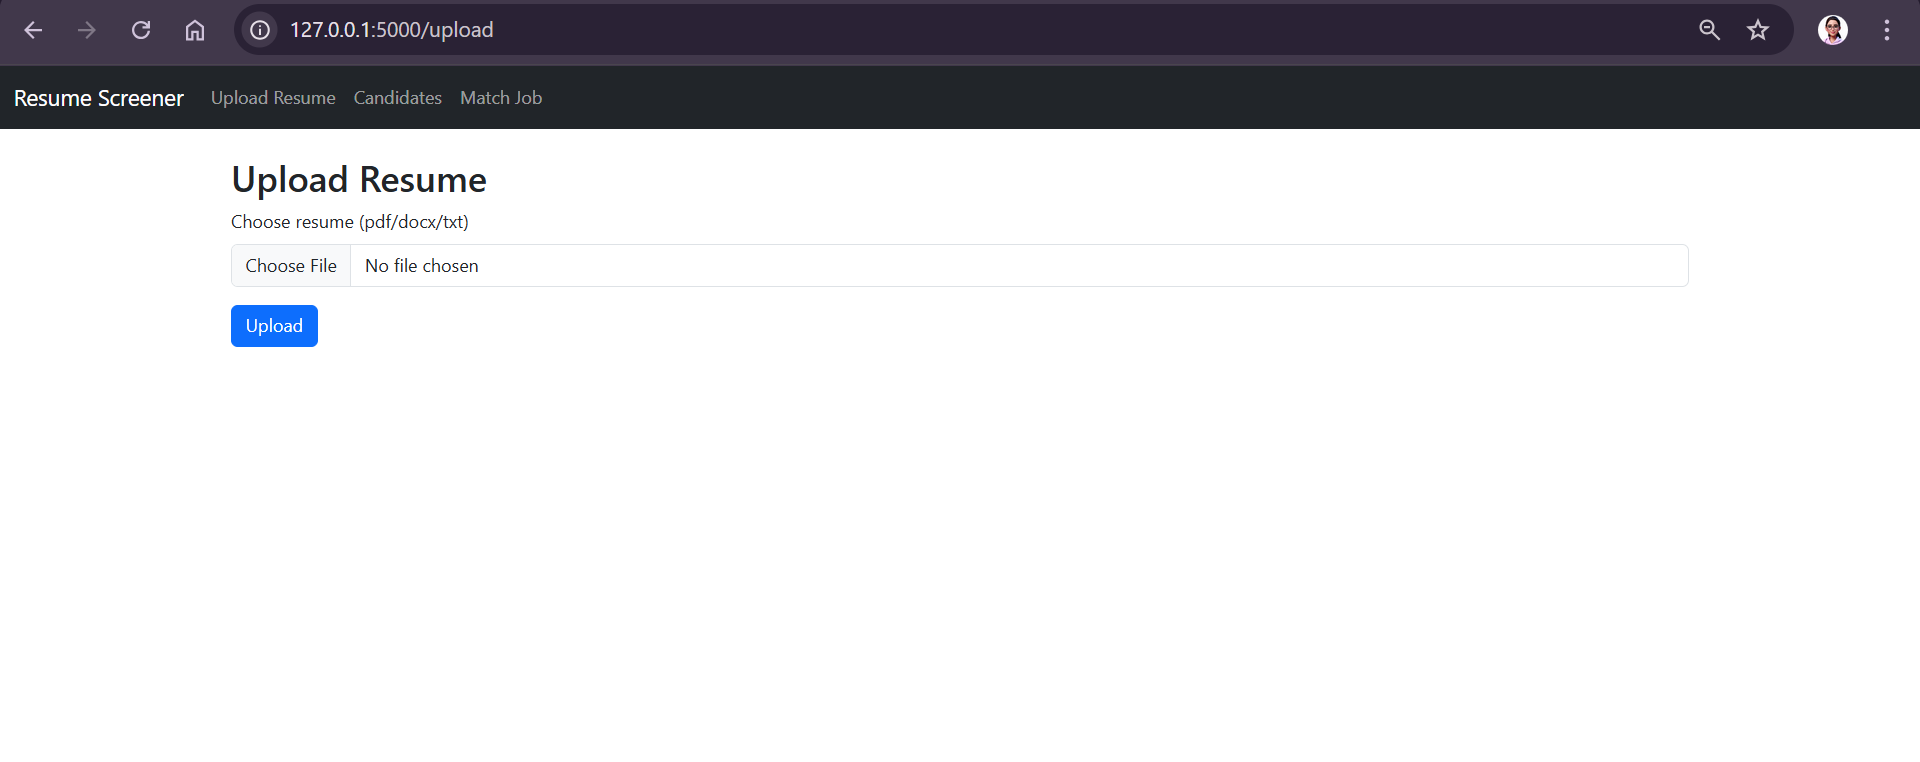 127.0.0.1:5000/upload
Resume Screener Upload Resume Candidates Match Job
Upload Resume
Choose resume (pdf/docx/txt)
Choose File No file chosen
Upload